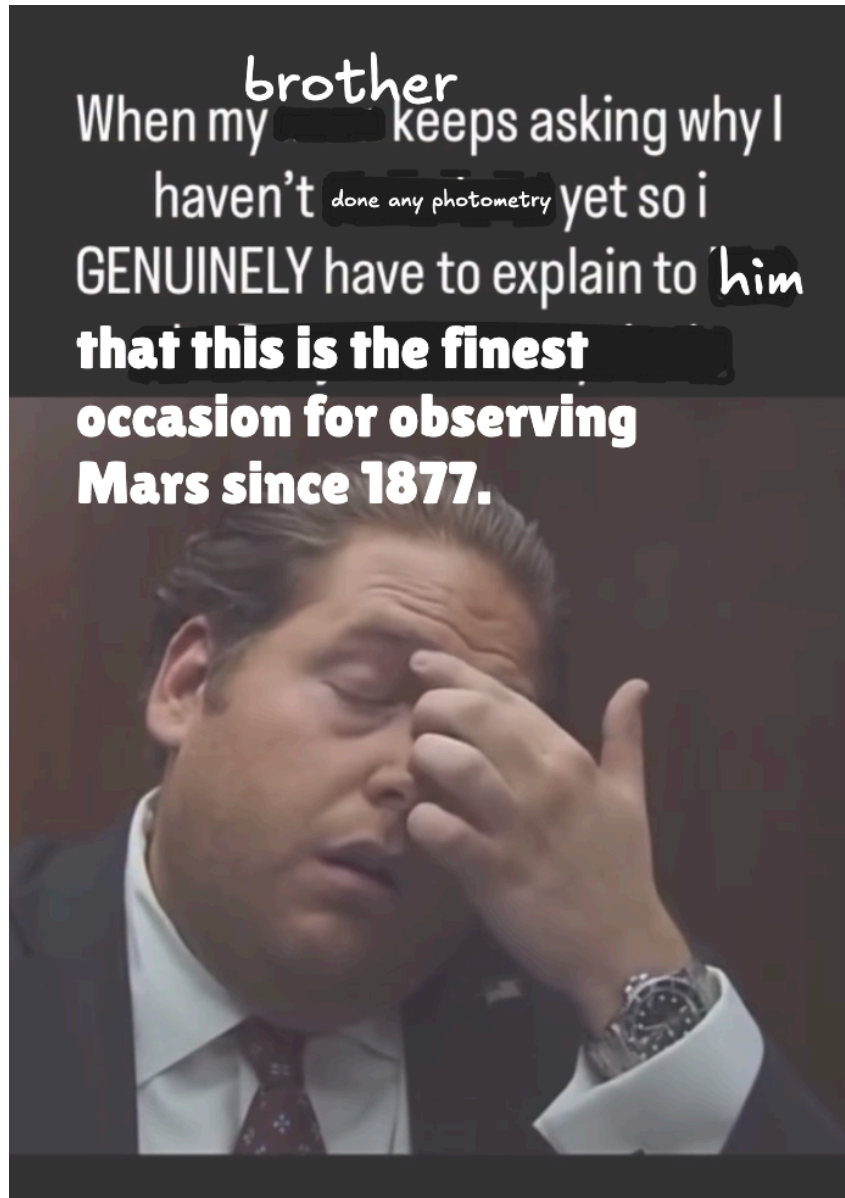 When my brother keeps asking why I
haven't done any photometry yet so i
GENUINELY have to explain to him
that this is the finest
occasion for observing
Mars since 1877.